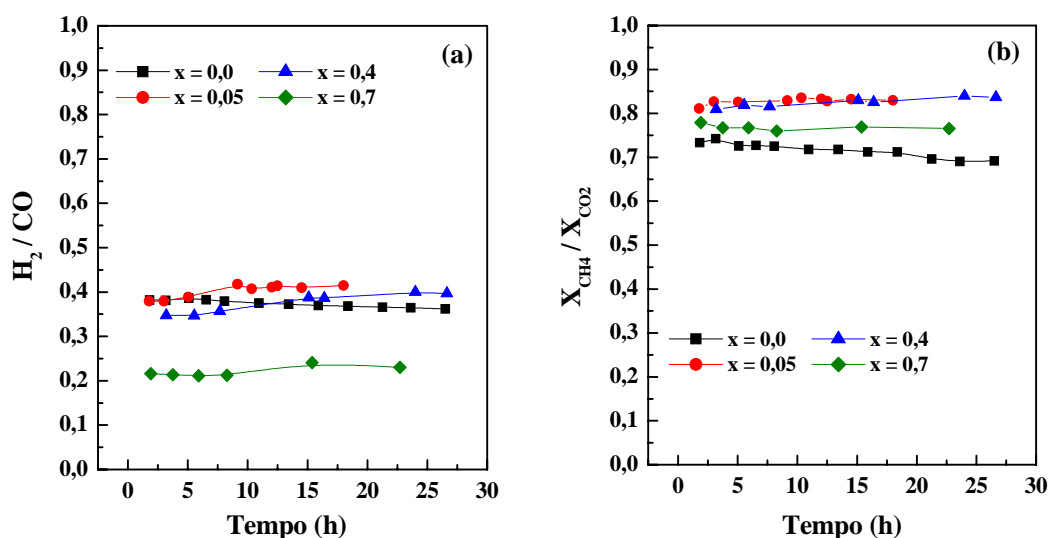 (a)
x = 0,0
x = 0,4
x = 0,05
x = 0,7
1,0
0,9
0,8
0,7
0,6
0,5
0,4
0,3
0,2
0,1
0,0
H2 / CO
0 5 10 15 20 25 30
Tempo (h)
(b)
1,0
0,9
0,8
0,7
0,6
0,5
0,4
0,3
0,2
0,1
0,0
XCH4 / XCO2
x = 0,0
x = 0,4
x = 0,05
x = 0,7
0 5 10 15 20 25 30
Tempo (h)